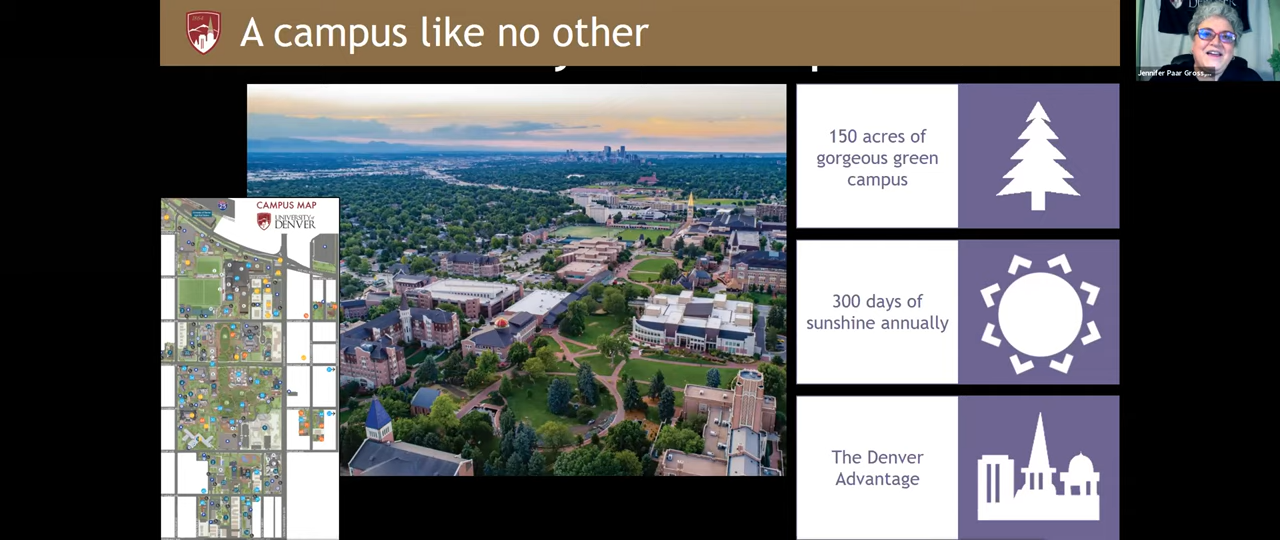 A campus like no other
Jennifer Paar Gross,...
150 acres of
gorgeous green
campus
CAMPUS MAP
UNIVERSITY of
DENVER
300 days of
sunshine annually
The Denver
Advantage